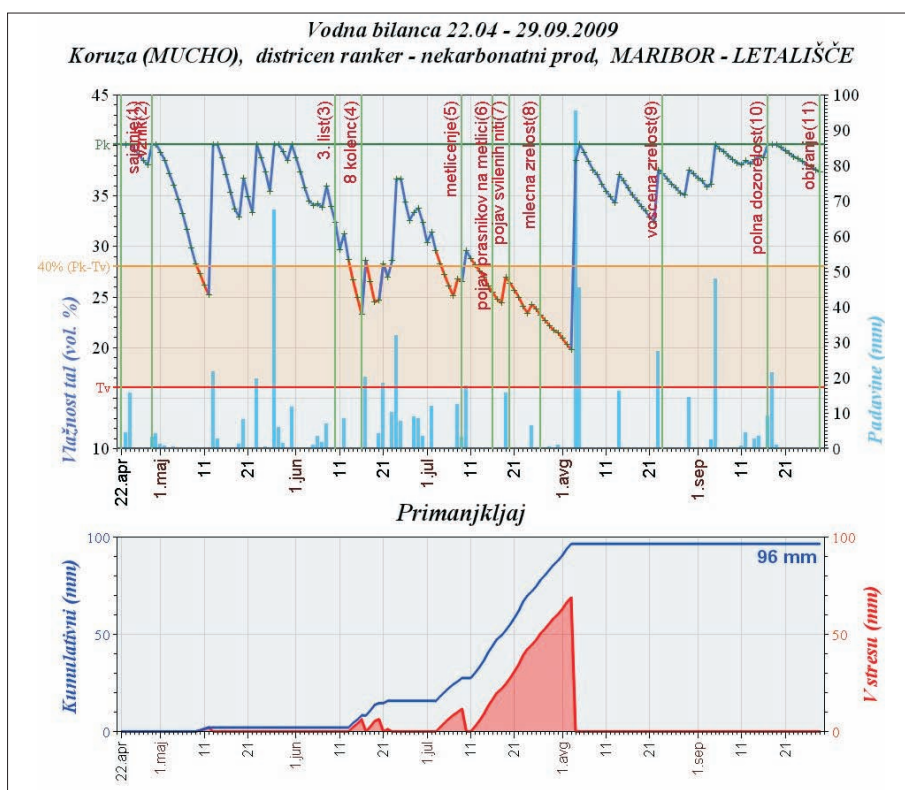 Vodna bilanca 22.04 - 29.09.2009
Koruza (MUCHO), districen ranker - nekarbonatni prod, MARIBOR - LETALIŠČE
45
40
35
30
25
20
15
10
Pk
40% (Pk-Tv)
Tv
Vlažnost tal (vol. %)
100
90
80
70
60
50
40
30
20
10
0
Padavine (mm)
sajenje(1)
vznik(2)
3. list(3)
8 kolenc(4)
metlicenje(5)
pojav prasnikov na metlici(6)
pojav svilenih niti(7)
mlecna zrelost(8)
voscena zrelost(9)
polna dozorelost(10)
obiranje(11)
22.apr
1.maj
11
21
1.jun
11
21
1.jul
11
21
1.avg
11
21
1.sep
11
21
Primanjkljaj
100
50
0
Kumulativni (mm)
96 mm
100
50
0
V stresu (mm)
22.apr
1.maj
11
21
1.jun
11
21
1.jul
11
21
1.avg
11
21
1.sep
11
21